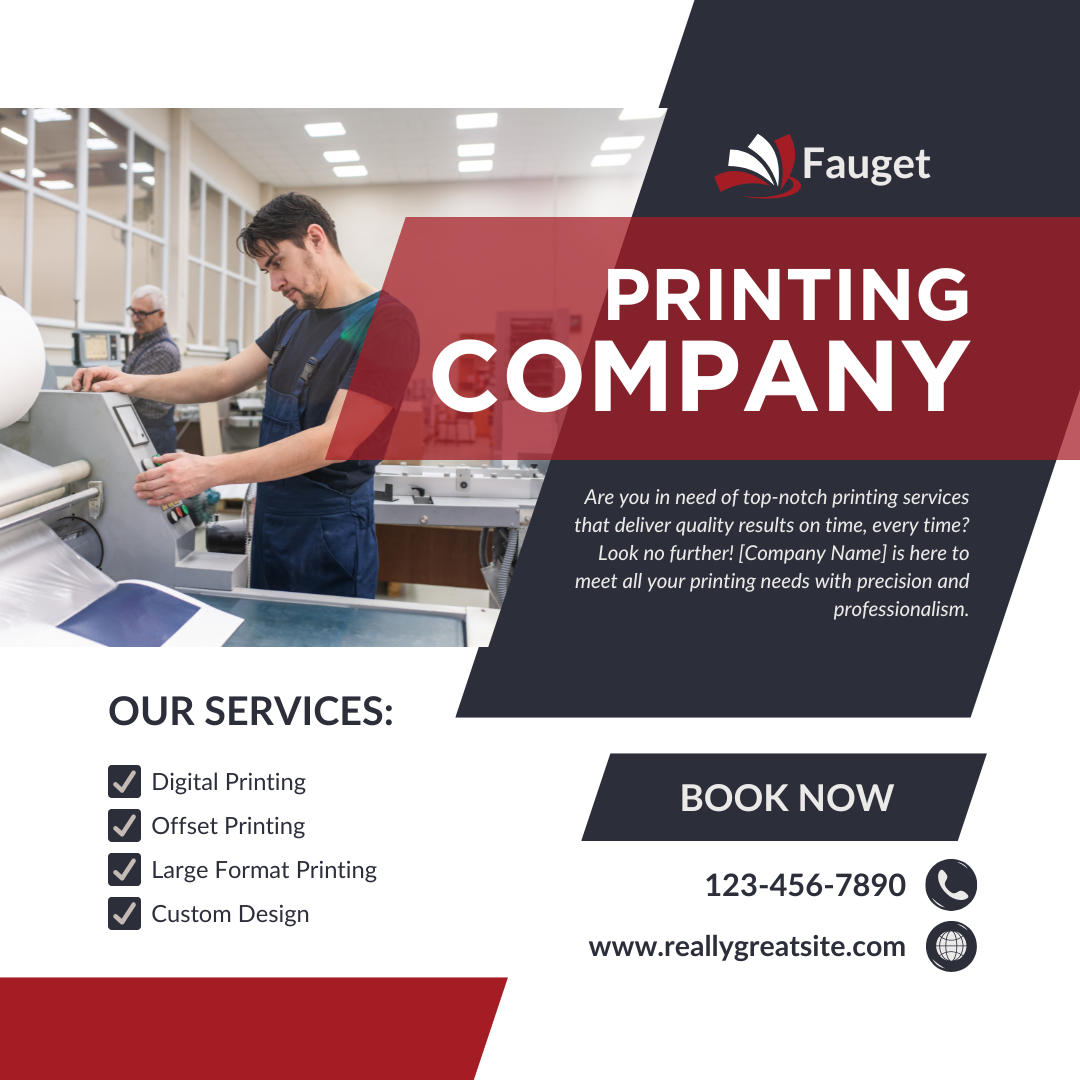 Fauget
PRINTING
COMPANY
Are you in need of top-notch printing services
that deliver quality results on time, every time?
Look no further! [Company Name] is here to
meet all your printing needs with precision and
professionalism.
OUR SERVICES:
Digital Printing
Offset Printing
Large Format Printing
Custom Design
BOOK NOW
123-456-7890
www.reallygreatsite.com